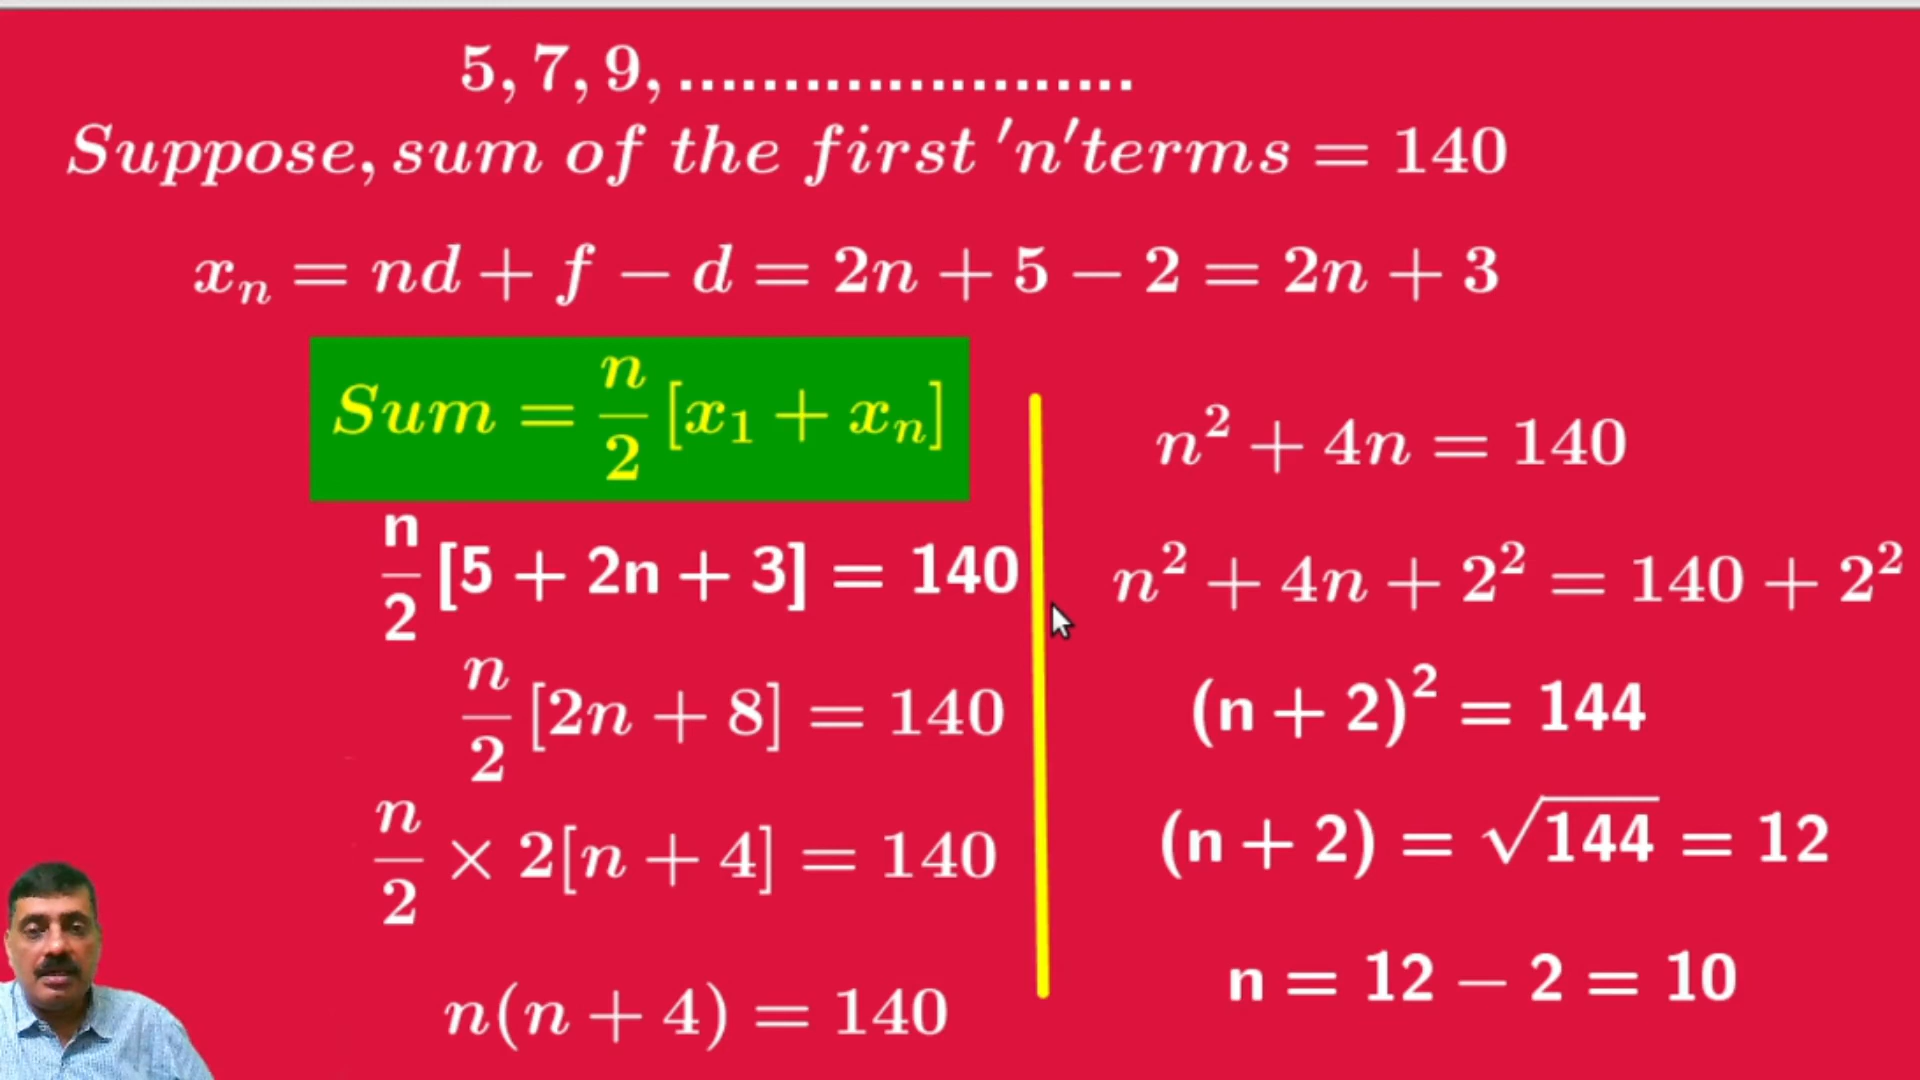 5, 7, 9, ......................
Suppose, sum of the first 'n' terms = 140
xₙ = nd + f − d = 2n + 5 − 2 = 2n + 3
Sum = n/2 [x₁ + xₙ]
n/2 [5 + 2n + 3] = 140
n/2 [2n + 8] = 140
n/2 × 2[n + 4] = 140
n(n + 4) = 140
n² + 4n = 140
n² + 4n + 2² = 140 + 2²
(n + 2)² = 144
(n + 2) = √144 = 12
n = 12 − 2 = 10